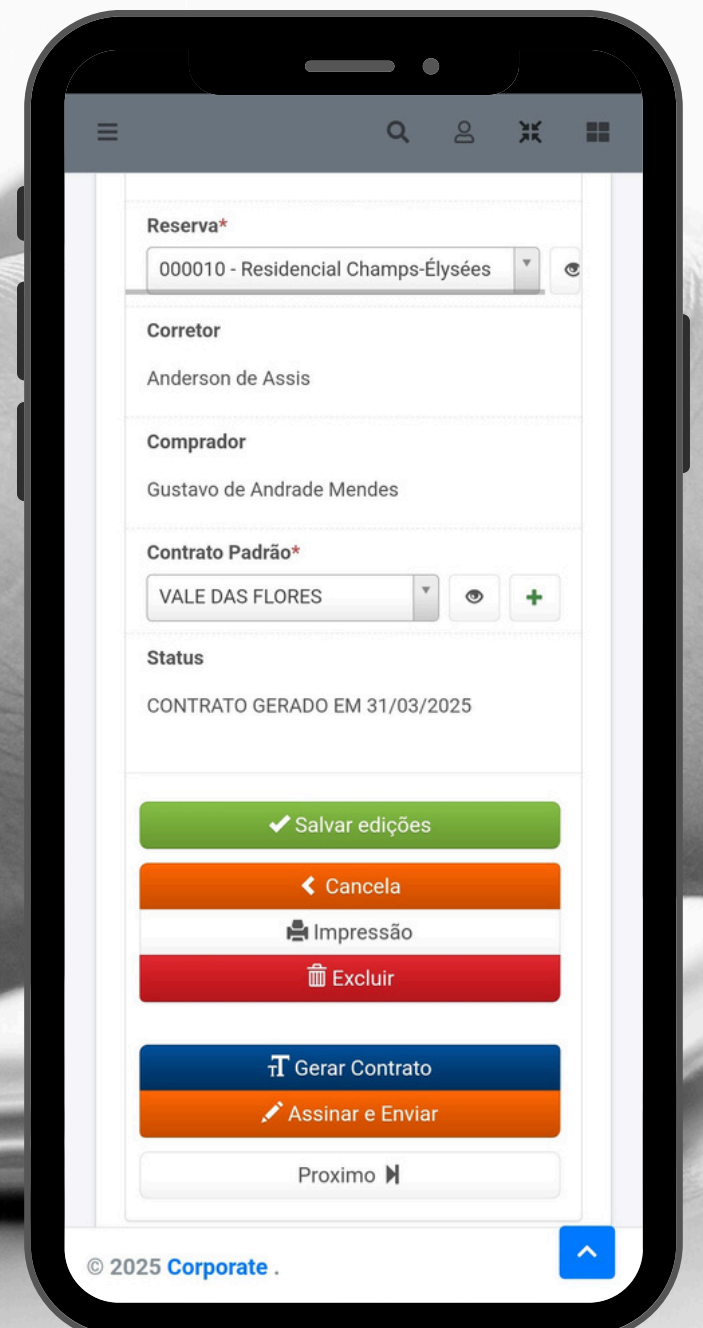 Reserva*
000010 - Residencial Champs-Élysées
Corretor
Anderson de Assis
Comprador
Gustavo de Andrade Mendes
Contrato Padrão*
VALE DAS FLORES
Status
CONTRATO GERADO EM 31/03/2025
Salvar edições
Cancela
Impressão
Excluir
Gerar Contrato
Assinar e Enviar
Proximo
© 2025 Corporate .